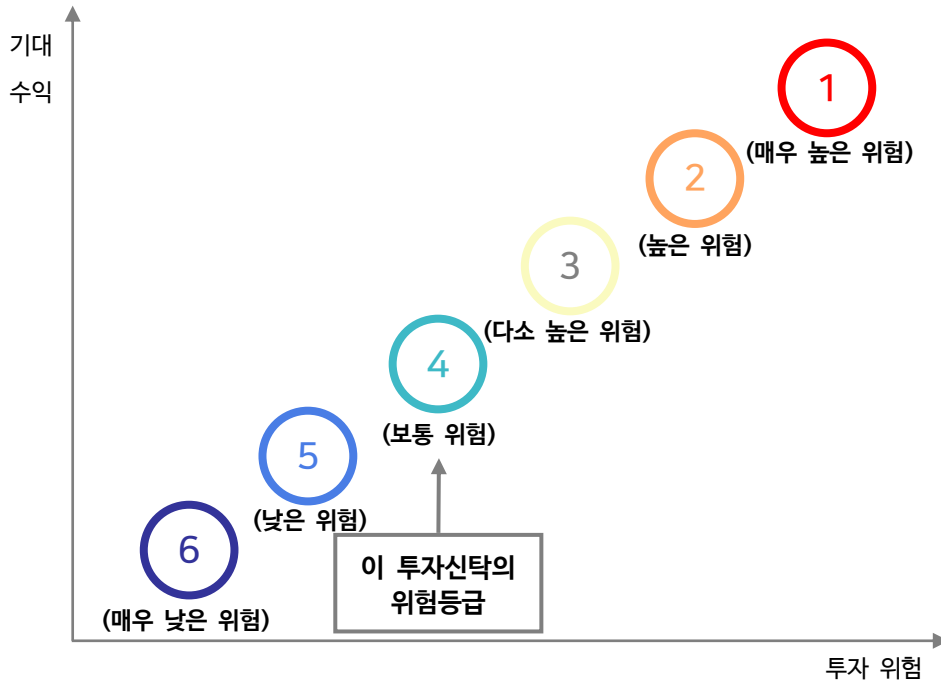 기대
수익
1
(매우 높은 위험)
2
(높은 위험)
3
(다소 높은 위험)
4
(보통 위험)
5
(낮은 위험)
6
(매우 낮은 위험)
이 투자신탁의
위험등급
투자 위험